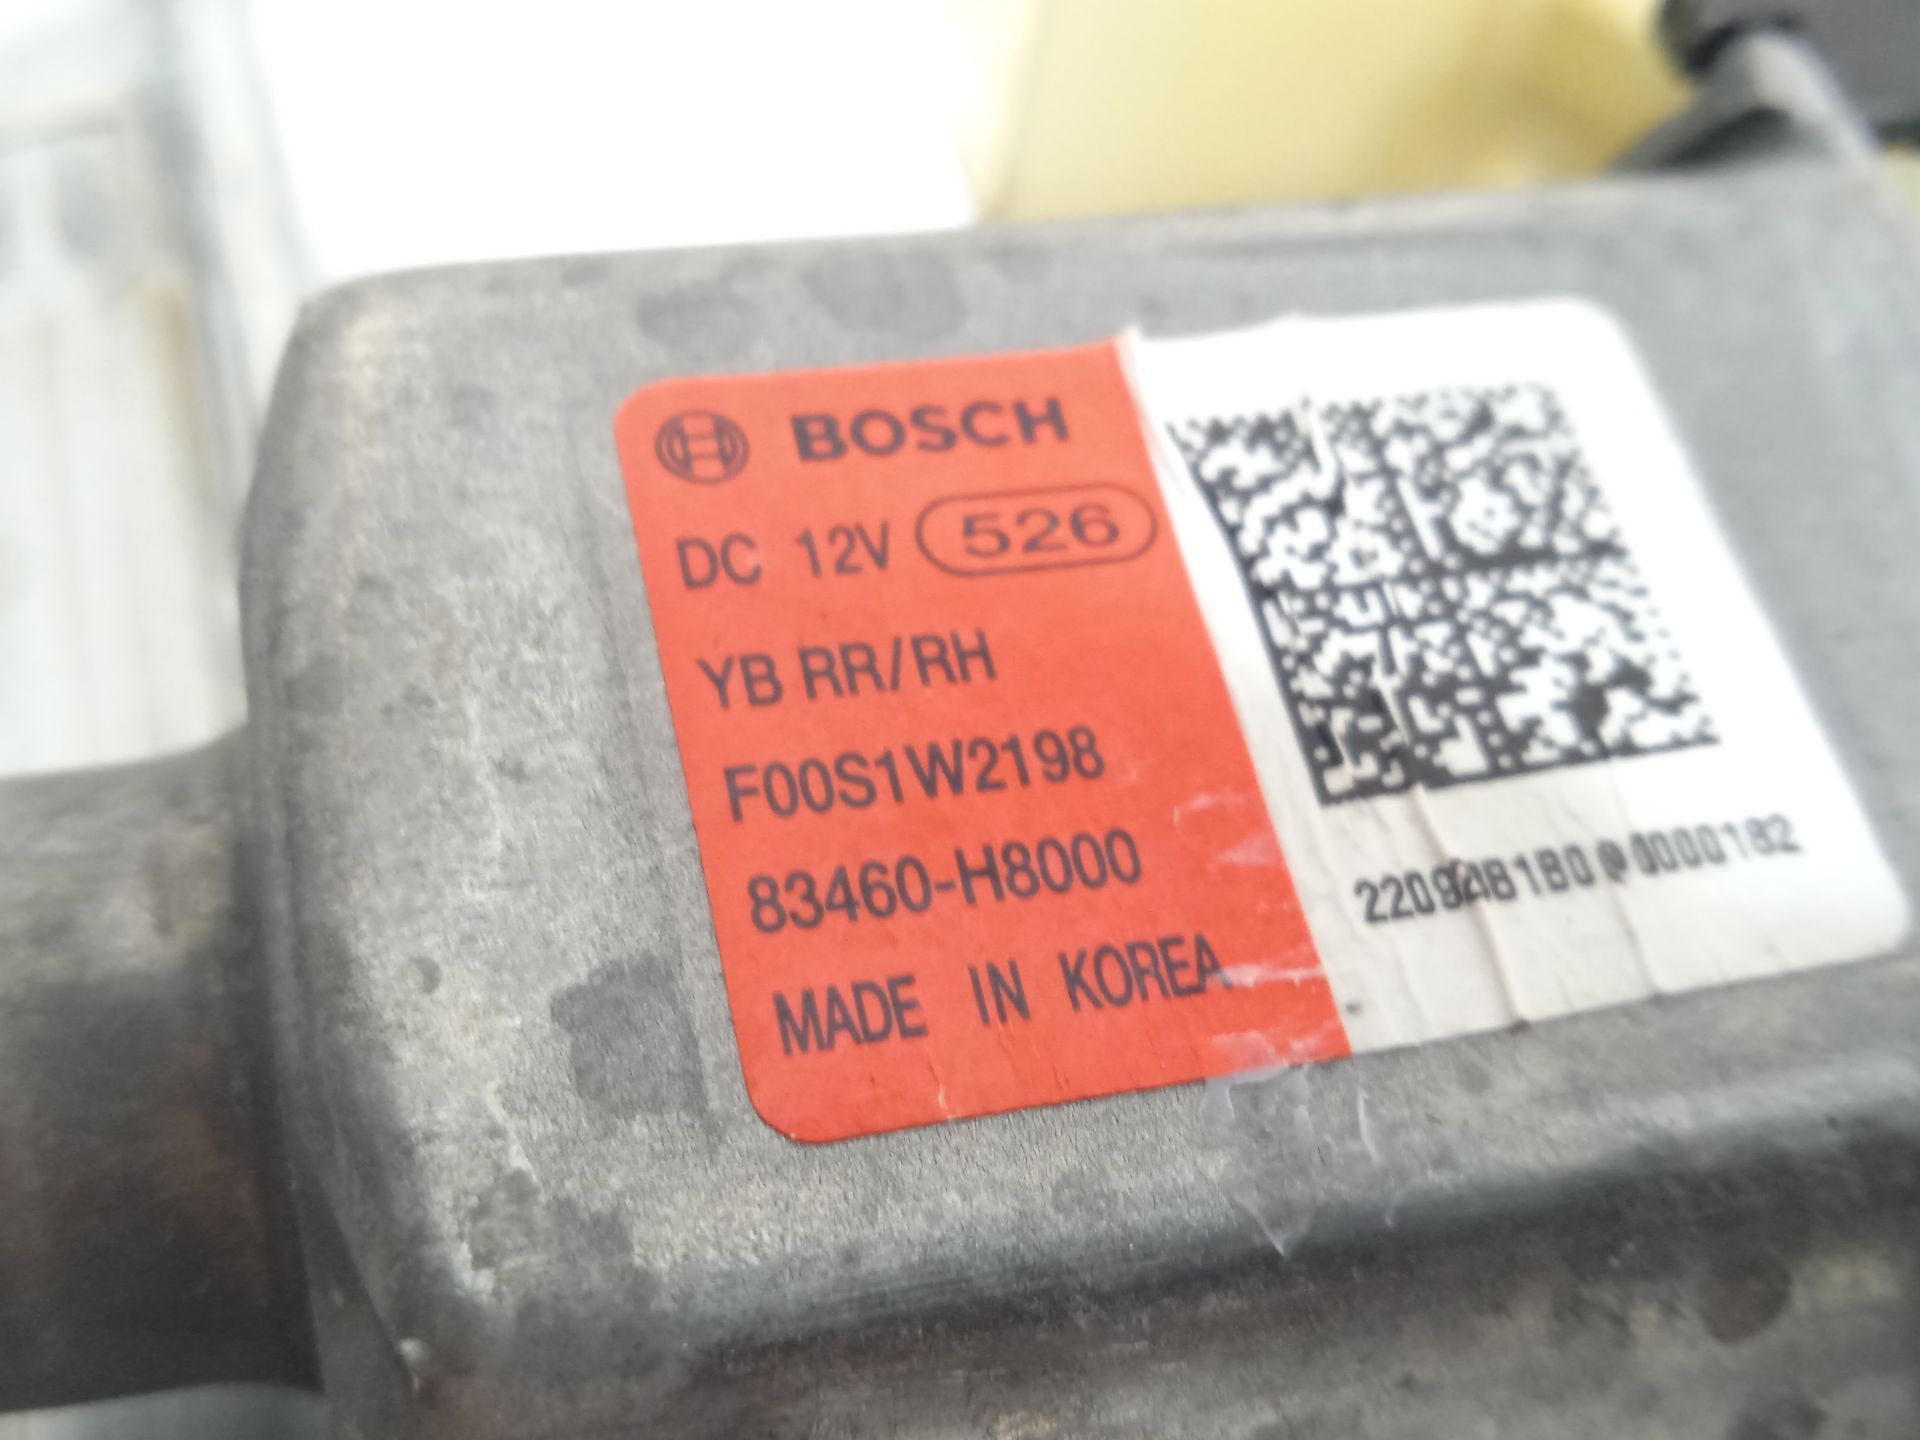 BOSCH
DC 12V 526
YB RR/RH
F00S1W2198
83460-H8000
MADE IN KOREA